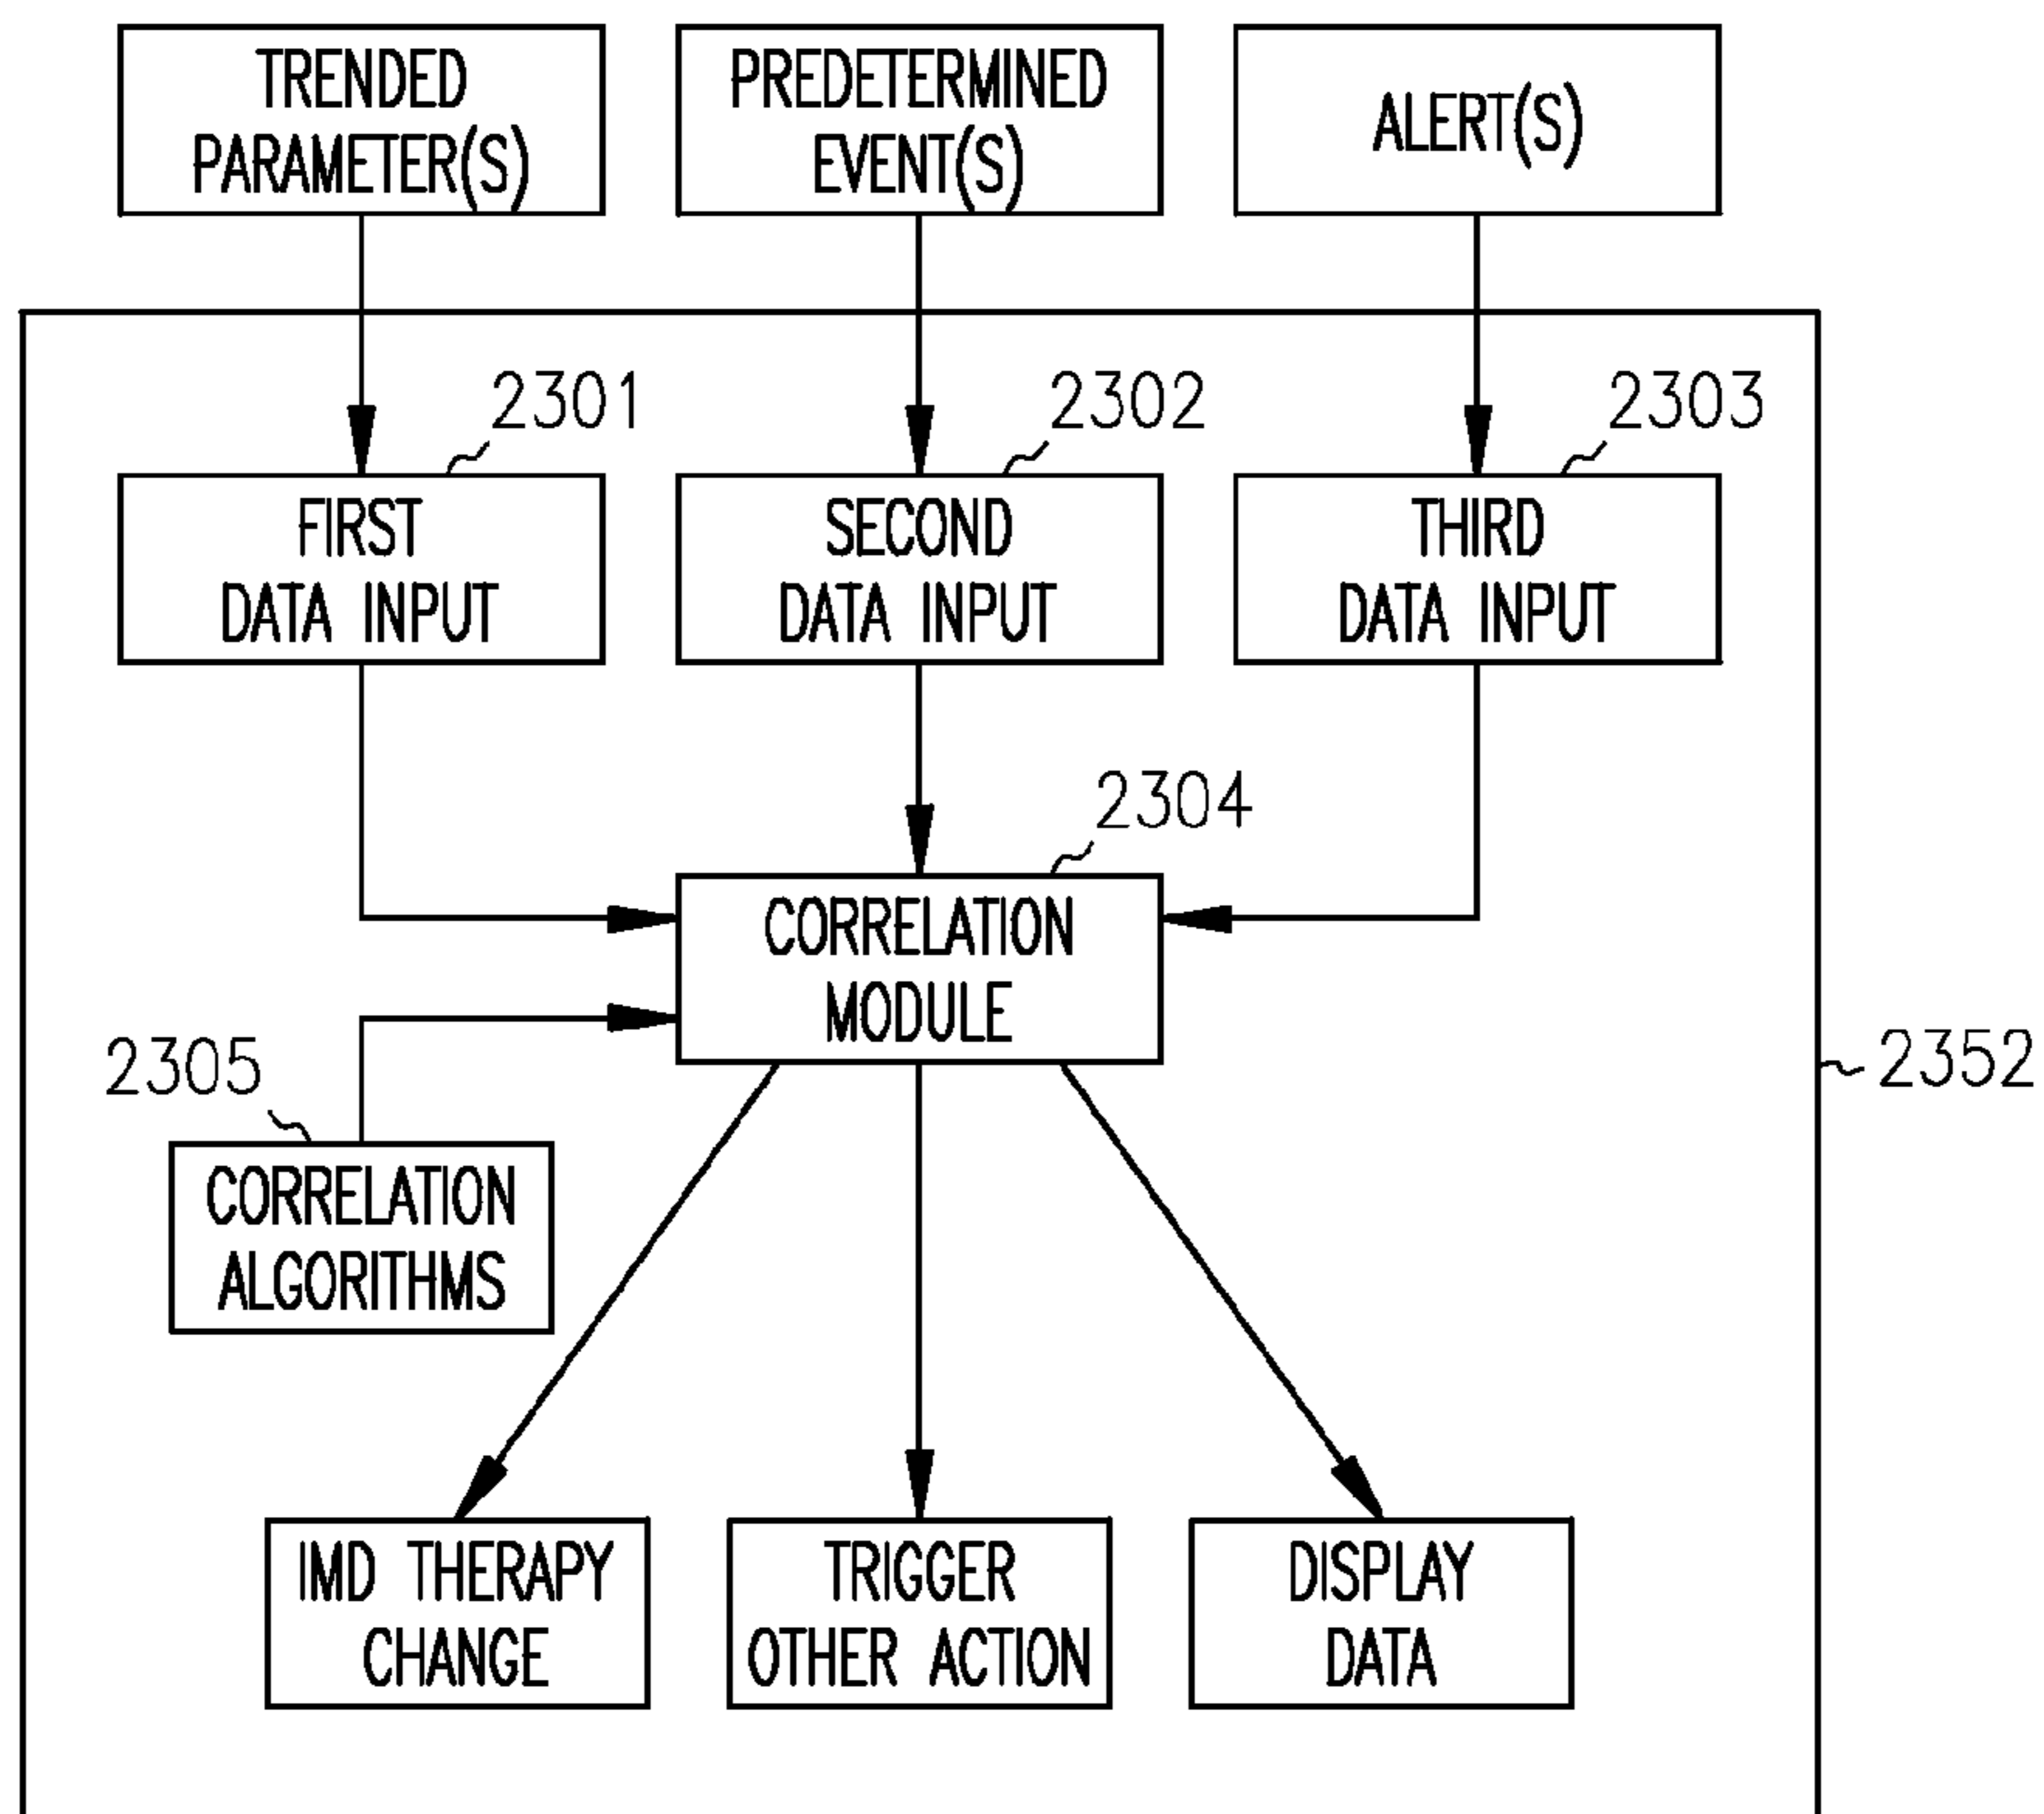 TRENDED
PARAMETER(S)
PREDETERMINED
EVENT(S)
ALERT(S)
2301
2302
2303
FIRST
DATA INPUT
SECOND
DATA INPUT
THIRD
DATA INPUT
2304
CORRELATION
MODULE
2305
2352
CORRELATION
ALGORITHMS
IMD THERAPY
CHANGE
TRIGGER
OTHER ACTION
DISPLAY
DATA